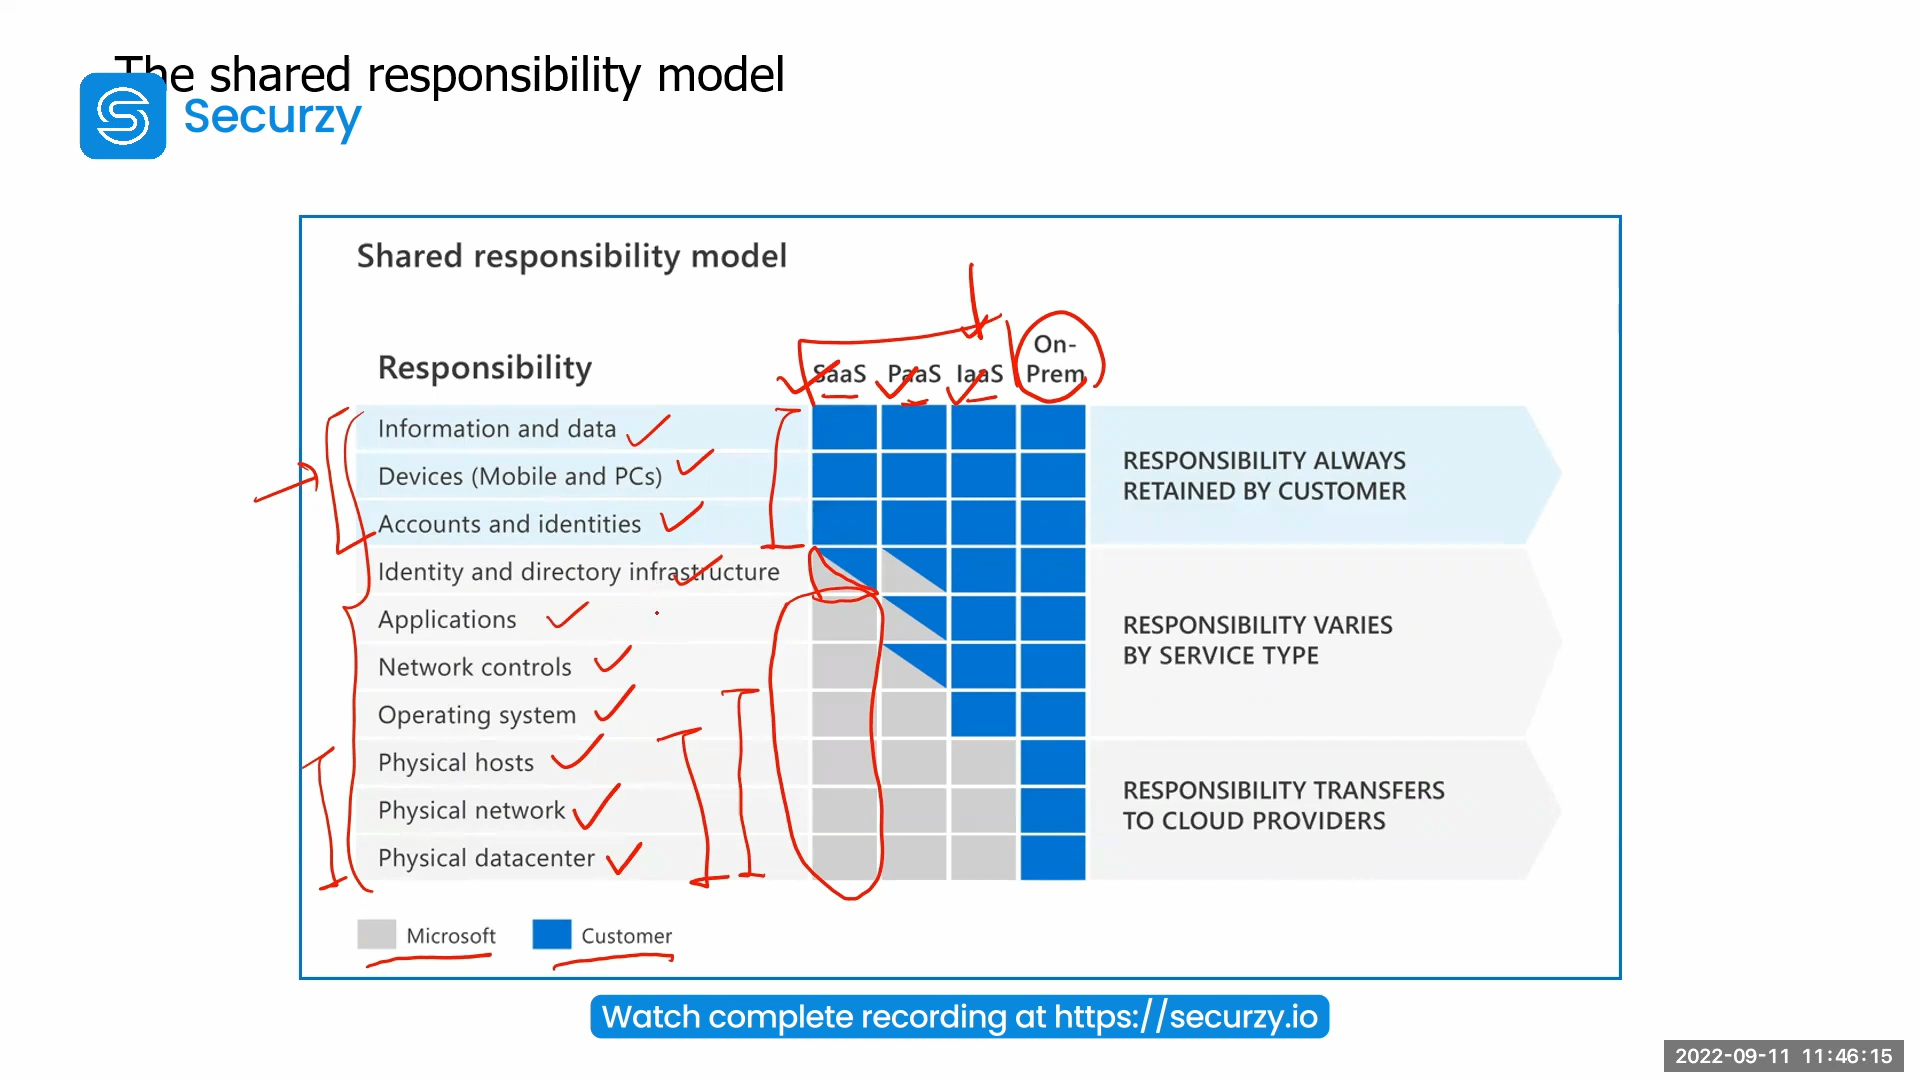 The shared responsibility model
Securzy
Shared responsibility model
Responsibility
SaaS
PaaS
IaaS
On-
Prem
Information and data
Devices (Mobile and PCs)
Accounts and identities
Identity and directory infrastructure
Applications
Network controls
Operating system
Physical hosts
Physical network
Physical datacenter
RESPONSIBILITY ALWAYS
RETAINED BY CUSTOMER
RESPONSIBILITY VARIES
BY SERVICE TYPE
RESPONSIBILITY TRANSFERS
TO CLOUD PROVIDERS
Microsoft
Customer
Watch complete recording at https://securzy.io
2022-09-11 11:46:15